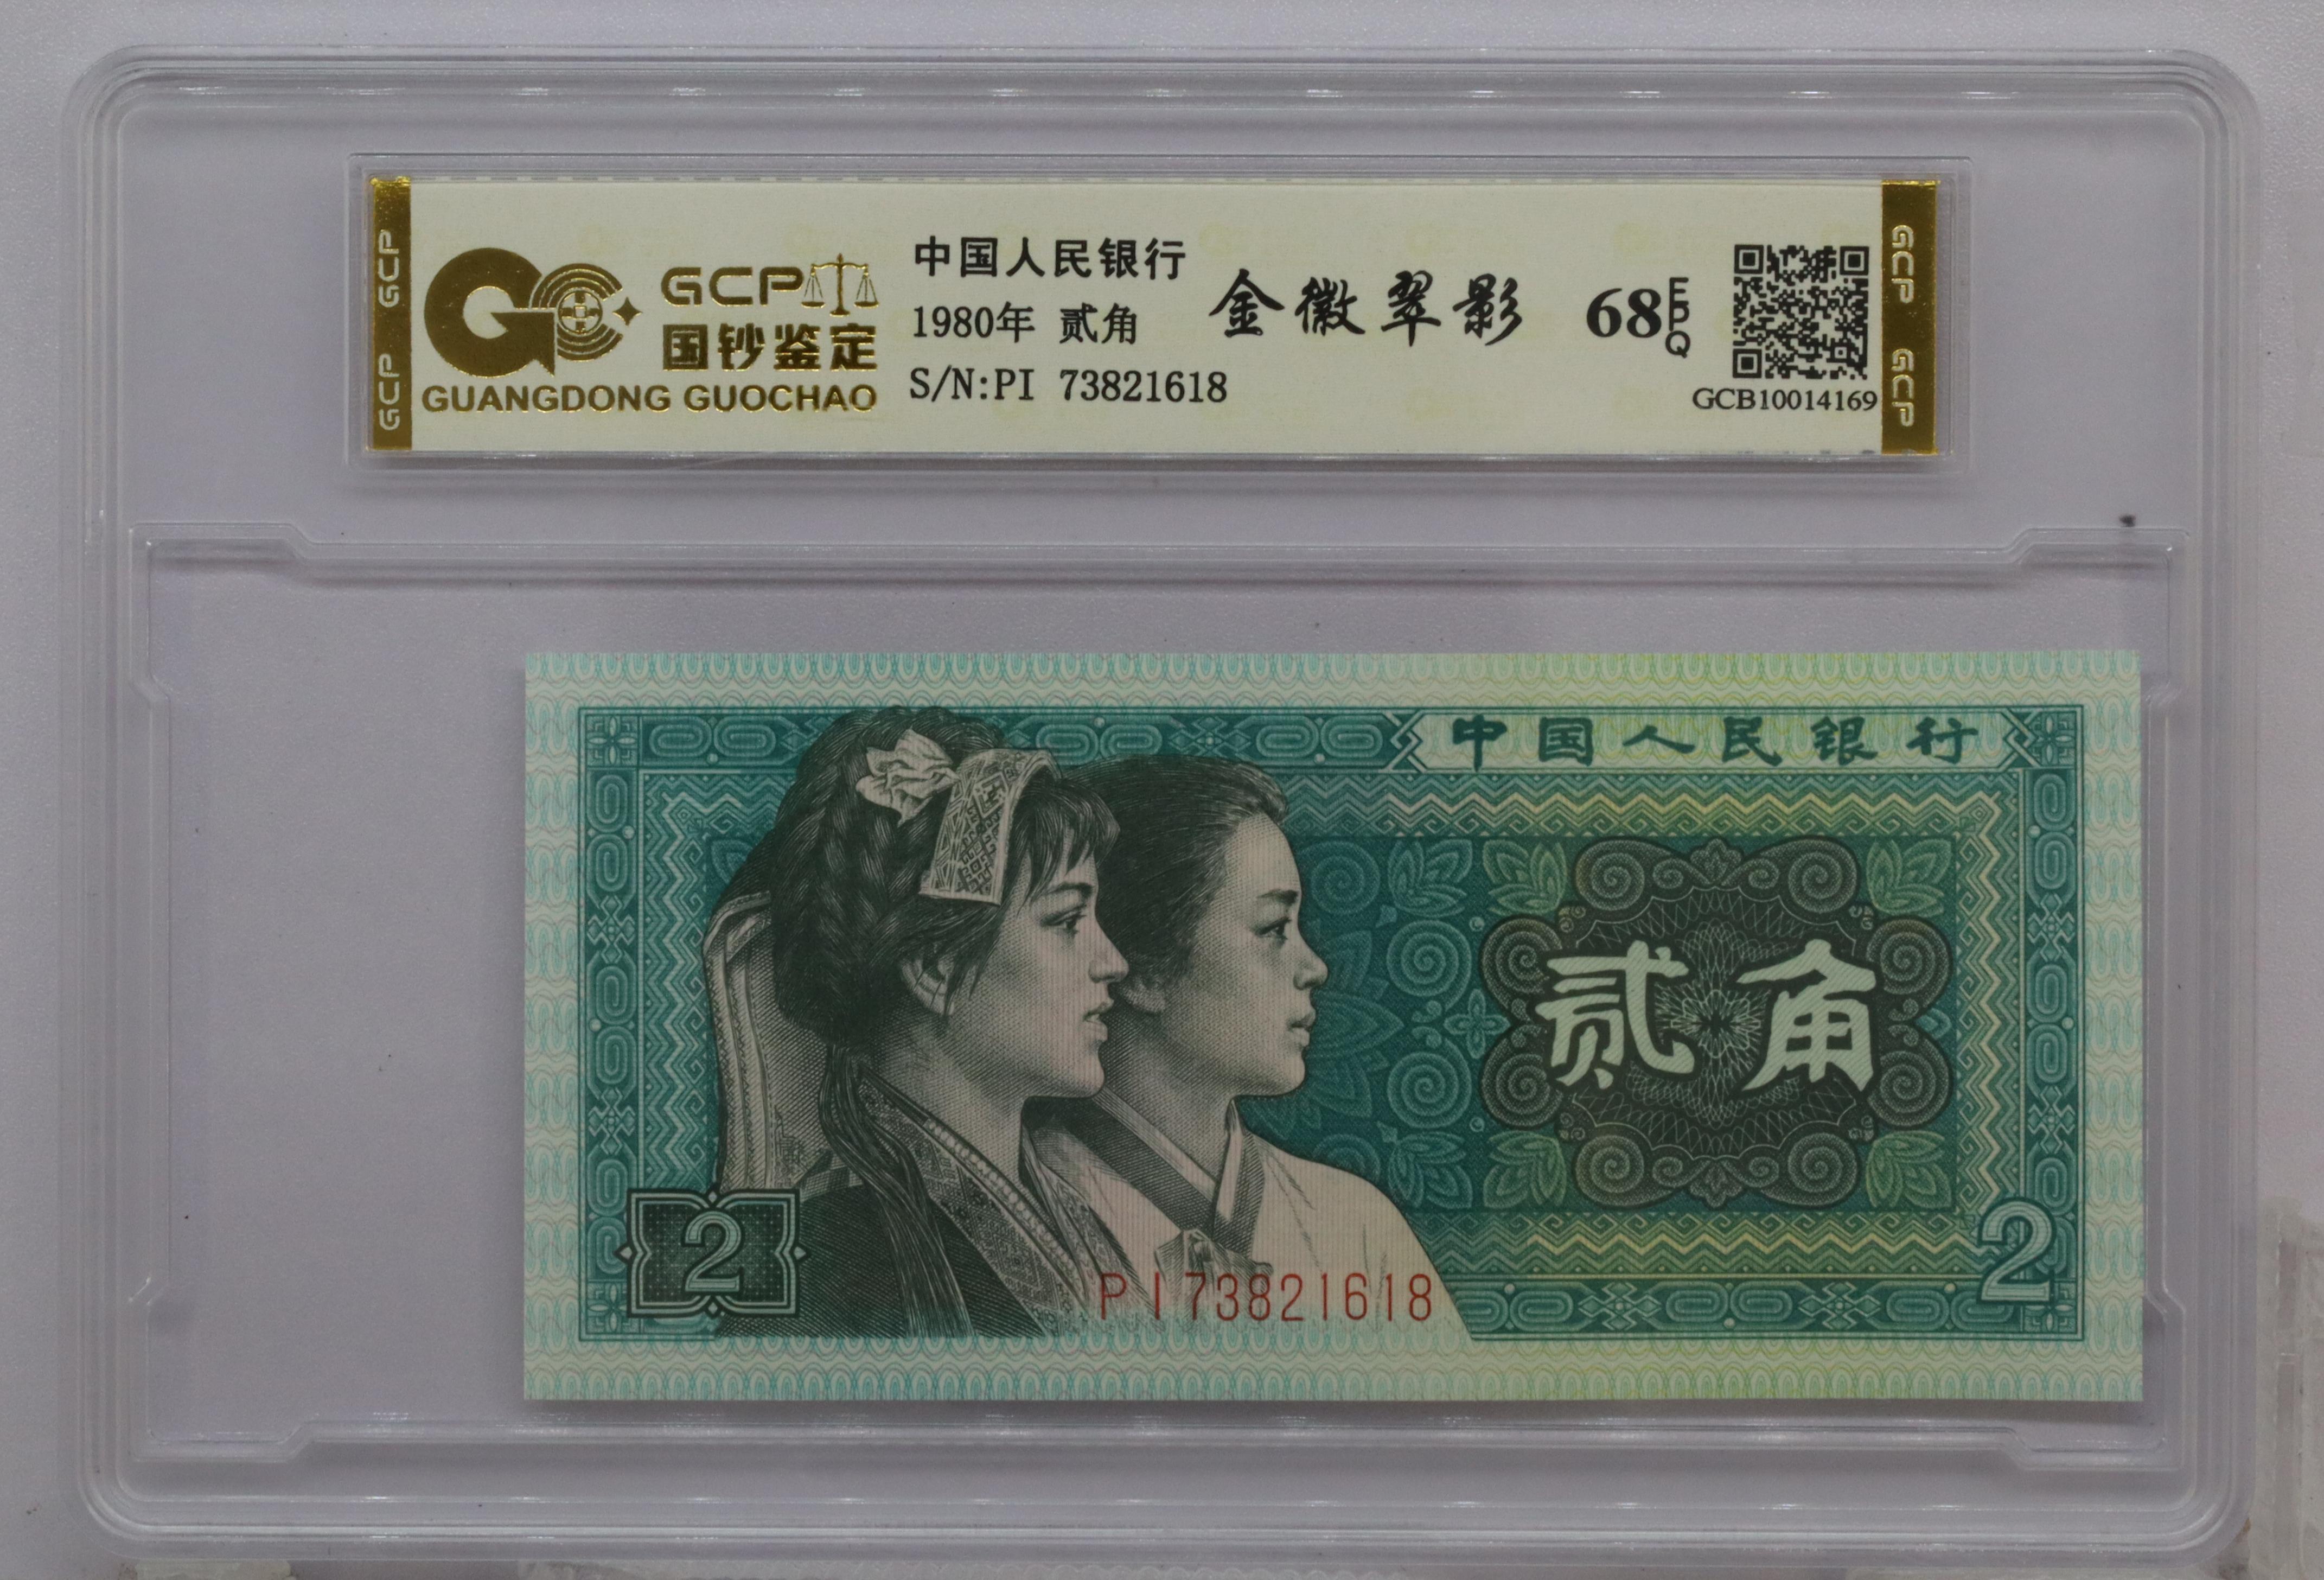 GCP GCP
GCP
国钞鉴定
GUANGDONG GUOCHAO
中国人民银行
1980年 贰角
S/N:PI 73821618
金徽翠影
68 EPQ
GCB10014169
GCP GCP
中国人民银行
贰角
2
PI73821618
2